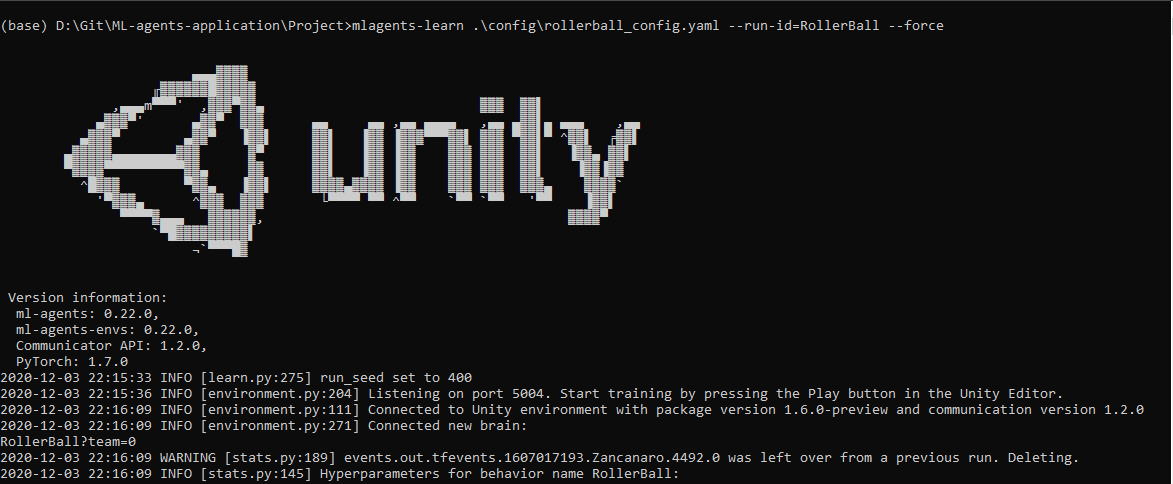 (base) D:\Git\ML-agents-application\Project>mlagents-learn .\config\rollerball_config.yaml --run-id=RollerBall --force
unity
Version information:
ml-agents: 0.22.0,
ml-agents-envs: 0.22.0,
Communicator API: 1.2.0,
PyTorch: 1.7.0
2020-12-03 22:15:33 INFO [learn.py:275] run_seed set to 400
2020-12-03 22:15:36 INFO [environment.py:204] Listening on port 5004. Start training by pressing the Play button in the Unity Editor.
2020-12-03 22:16:09 INFO [environment.py:111] Connected to Unity environment with package version 1.6.0-preview and communication version 1.2.0
2020-12-03 22:16:09 INFO [environment.py:271] Connected new brain:
RollerBall?team=0
2020-12-03 22:16:09 WARNING [stats.py:189] events.out.tfevents.1607017193.Zancanaro.4492.0 was left over from a previous run. Deleting.
2020-12-03 22:16:09 INFO [stats.py:145] Hyperparameters for behavior name RollerBall: